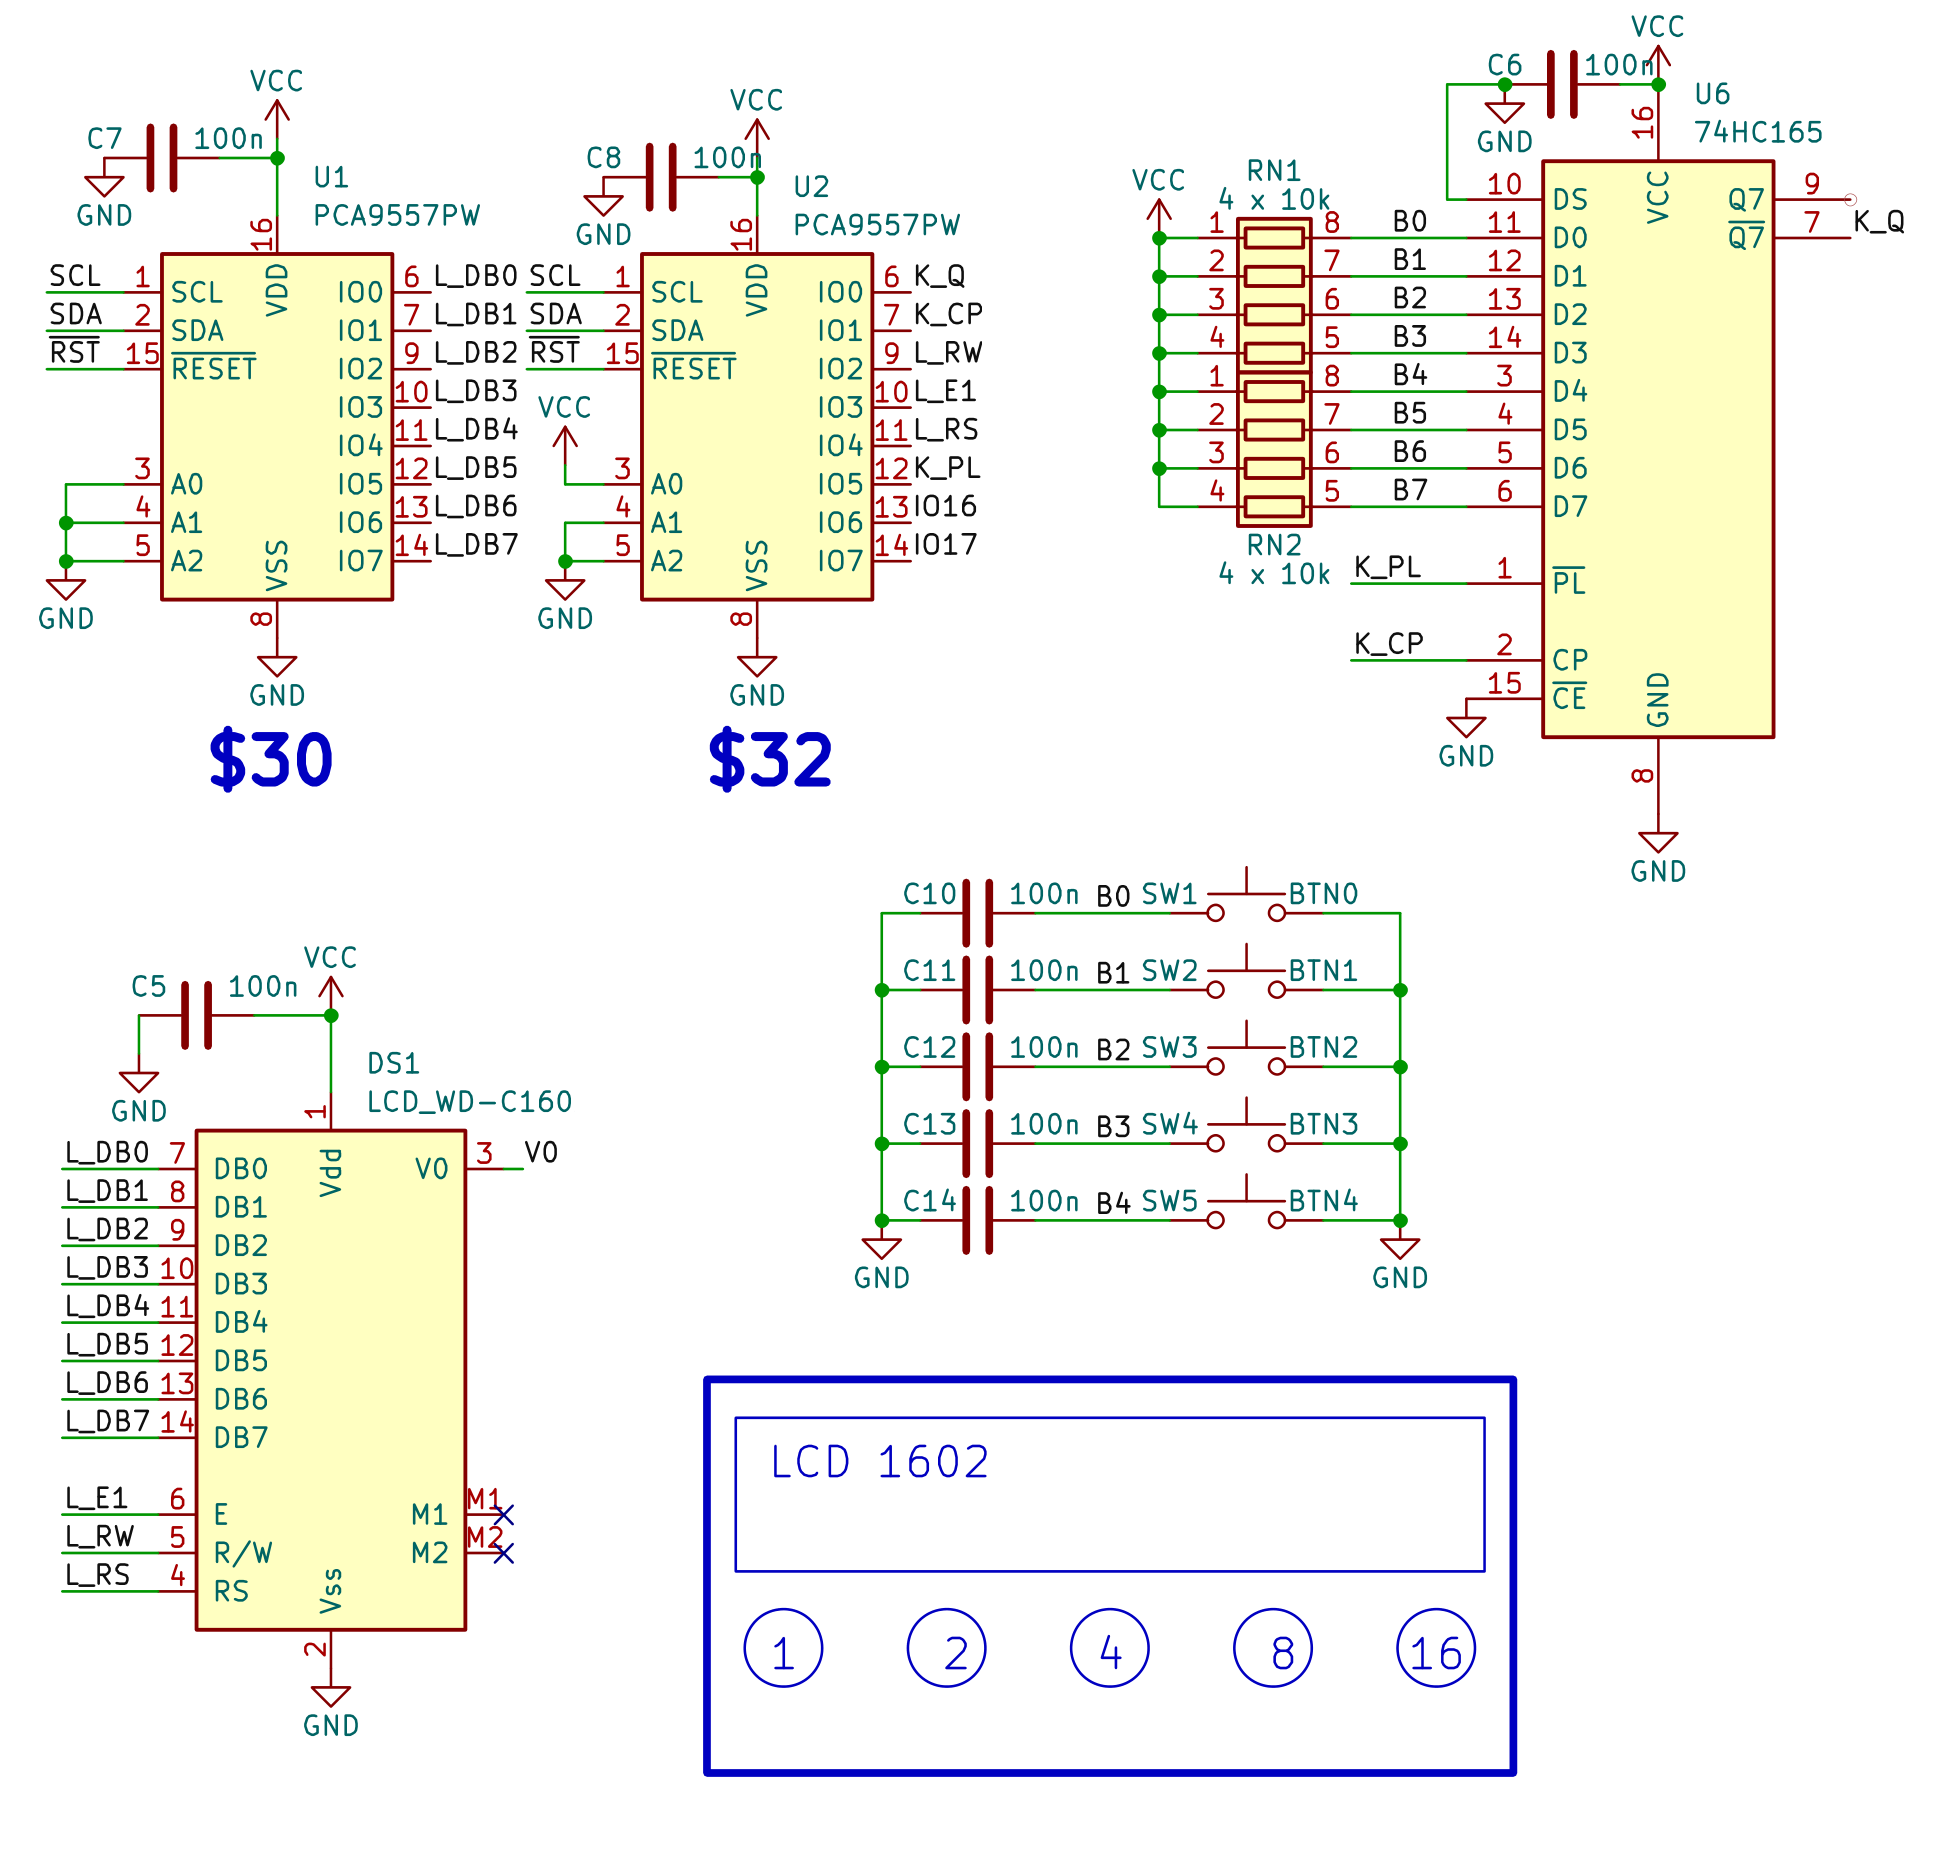 VCC
C7 100n
GND
U1
PCA9557PW
16
VDD
SCL 1 SCL IO0 6 L_DB0
SDA 2 SDA IO1 7 L_DB1
RST 15 RESET IO2 9 L_DB2
IO3 10 L_DB3
IO4 11 L_DB4
3 A0 IO5 12 L_DB5
4 A1 IO6 13 L_DB6
5 A2 IO7 14 L_DB7
VSS
GND
8
GND
$30
VCC
C8 100n
GND
U2
PCA9557PW
16
VDD
SCL 1 SCL IO0 6 K_Q
SDA 2 SDA IO1 7 K_CP
RST 15 RESET IO2 9 L_RW
VCC
IO3 10 L_E1
IO4 11 L_RS
3 A0 IO5 12 K_PL
4 A1 IO6 13 IO16
5 A2 IO7 14 IO17
VSS
GND
8
GND
$32
VCC
C6 100n
GND
U6
74HC165
16
VCC
VCC
RN1
4 x 10k
10 DS Q7 9
1 8 B0 11 D0 Q7 7 K_Q
2 7 B1 12 D1
3 6 B2 13 D2
4 5 B3 14 D3
1 8 B4 3 D4
2 7 B5 4 D5
3 6 B6 5 D6
4 5 B7 6 D7
RN2
4 x 10k
K_PL 1 PL
K_CP 2 CP
15 CE
GND
GND
8
GND
C10 100n B0 SW1 BTN0
C11 100n B1 SW2 BTN1
C12 100n B2 SW3 BTN2
C13 100n B3 SW4 BTN3
C14 100n B4 SW5 BTN4
GND GND
VCC
C5 100n
GND
DS1
LCD_WD-C160
1
Vdd
L_DB0 7 DB0 V0 3 V0
L_DB1 8 DB1
L_DB2 9 DB2
L_DB3 10 DB3
L_DB4 11 DB4
L_DB5 12 DB5
L_DB6 13 DB6
L_DB7 14 DB7
L_E1 6 E M1 M1
L_RW 5 R/W M2 M2
L_RS 4 RS
Vss
2
GND
LCD 1602
1 2 4 8 16